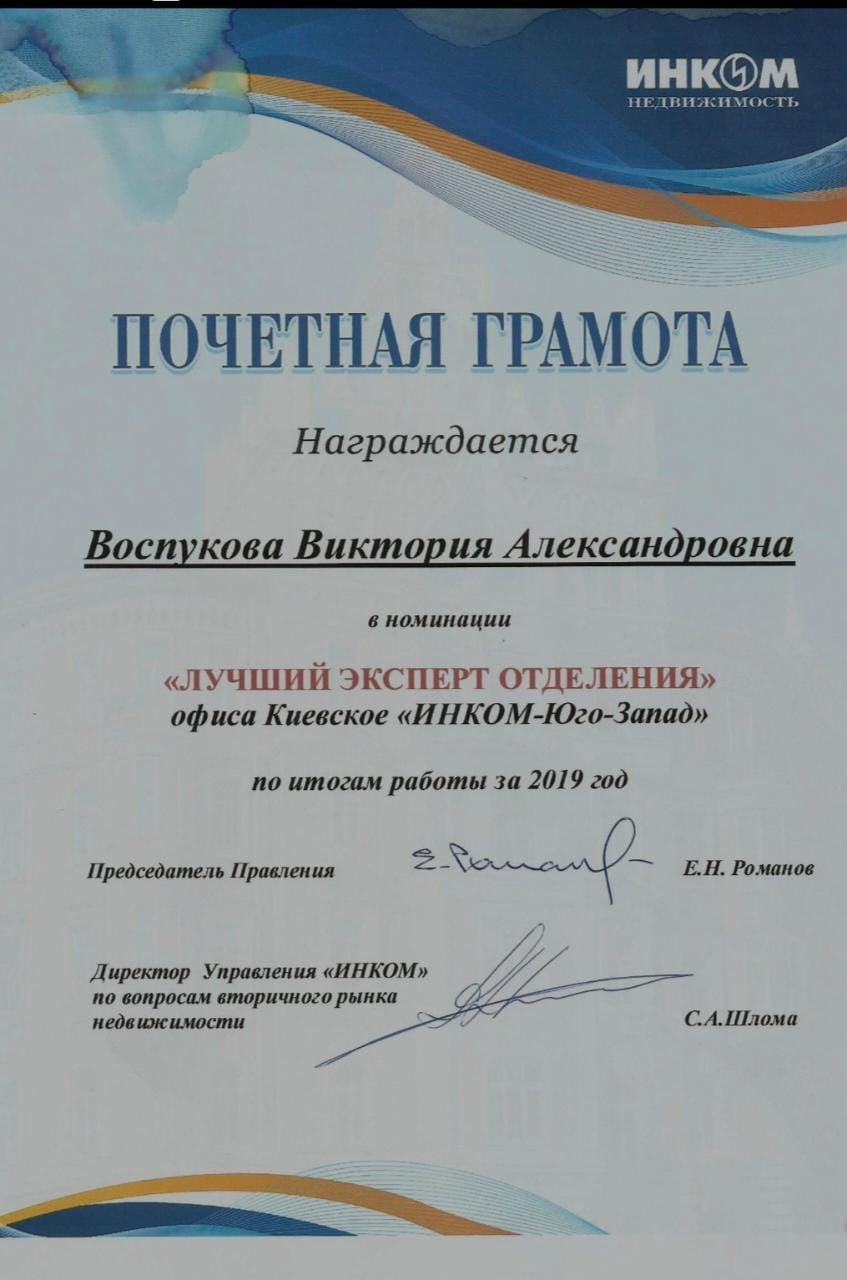 ИНКОМ
НЕДВИЖИМОСТЬ
ПОЧЕТНАЯ ГРАМОТА
Награждается
Воспукова Виктория Александровна
в номинации
«ЛУЧШИЙ ЭКСПЕРТ ОТДЕЛЕНИЯ»
офиса Киевское «ИНКОМ-Юго-Запад»
по итогам работы за 2019 год
Председатель Правления Е.Н. Романов
Директор Управления «ИНКОМ»
по вопросам вторичного рынка
недвижимости С.А.Шлома